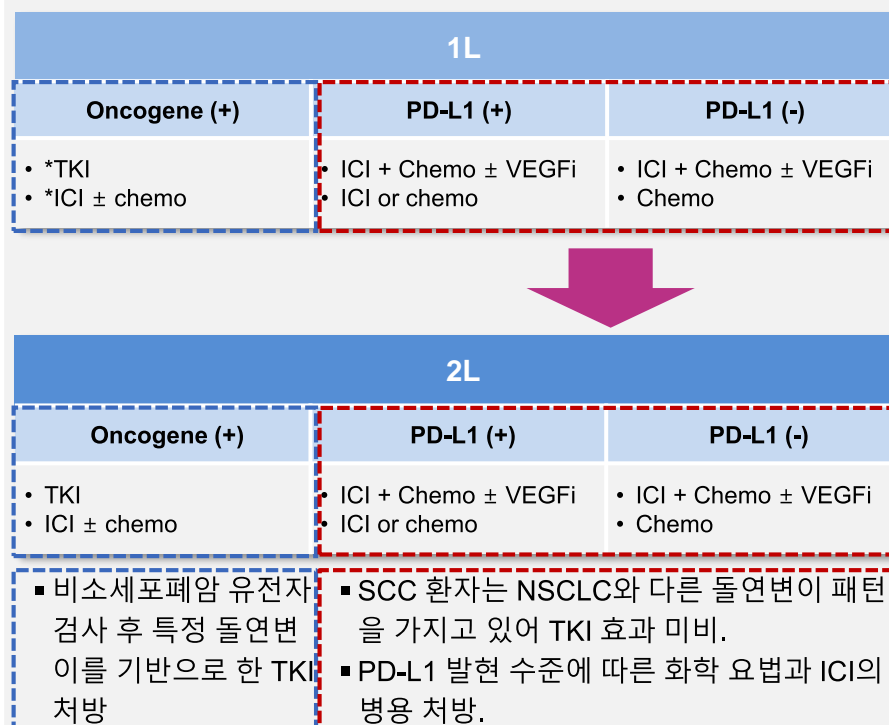 1L
Oncogene (+)
PD-L1 (+)
PD-L1 (-)
• *TKI
• *ICI ± chemo
• ICI + Chemo ± VEGFi
• ICI or chemo
• ICI + Chemo ± VEGFi
• Chemo
2L
Oncogene (+)
PD-L1 (+)
PD-L1 (-)
• TKI
• ICI ± chemo
• ICI + Chemo ± VEGFi
• ICI or chemo
• ICI + Chemo ± VEGFi
• Chemo
▪ 비소세포폐암 유전자
검사 후 특정 돌연변
이를 기반으로 한 TKI
처방
▪ SCC 환자는 NSCLC와 다른 돌연변이 패턴
을 가지고 있어 TKI 효과 미비.
▪ PD-L1 발현 수준에 따른 화학 요법과 ICI의
병용 처방.